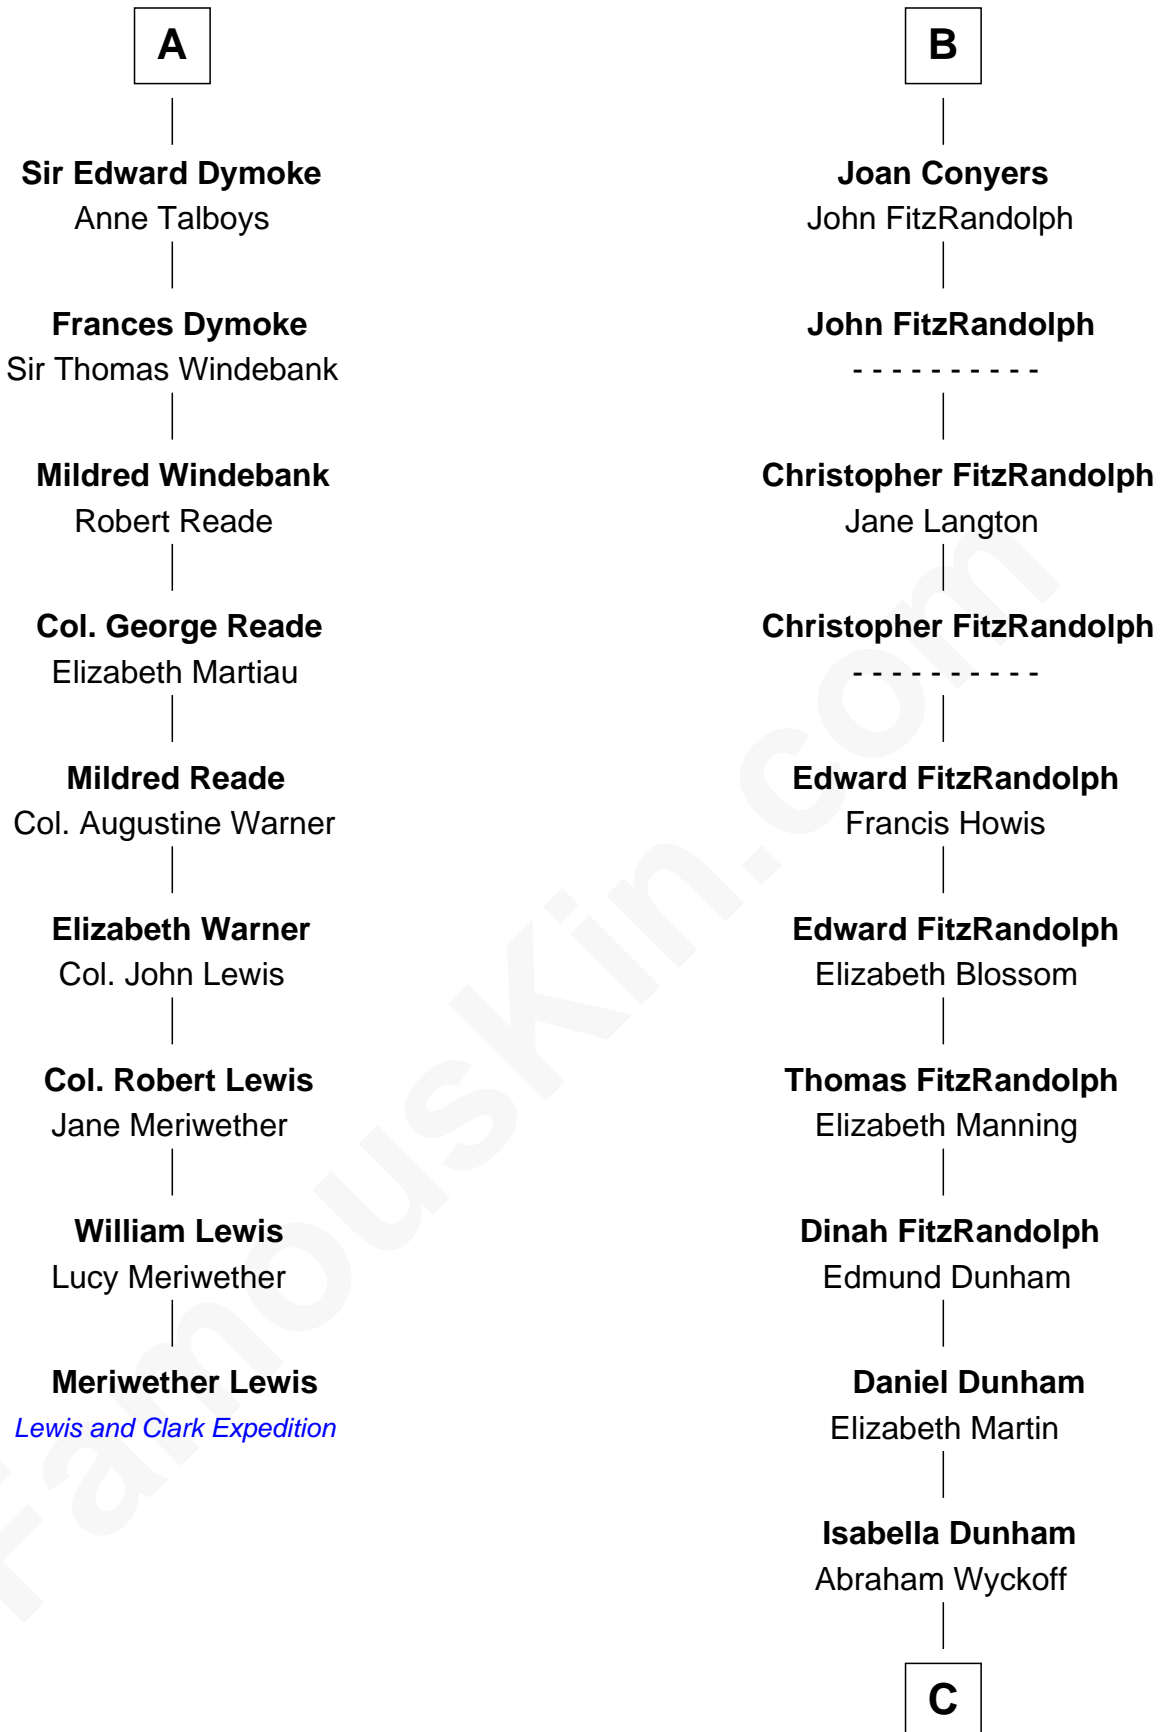 A
Sir Edward Dymoke
Anne Talboys
Frances Dymoke
Sir Thomas Windebank
Mildred Windebank
Robert Reade
Col. George Reade
Elizabeth Martiau
Mildred Reade
Col. Augustine Warner
Elizabeth Warner
Col. John Lewis
Col. Robert Lewis
Jane Meriwether
William Lewis
Lucy Meriwether
Meriwether Lewis
Lewis and Clark Expedition
B
Joan Conyers
John FitzRandolph
John FitzRandolph
- - - - - - - - - -
Christopher FitzRandolph
Jane Langton
Christopher FitzRandolph
- - - - - - - - - -
Edward FitzRandolph
Francis Howis
Edward FitzRandolph
Elizabeth Blossom
Thomas FitzRandolph
Elizabeth Manning
Dinah FitzRandolph
Edmund Dunham
Daniel Dunham
Elizabeth Martin
Isabella Dunham
Abraham Wyckoff
C
FamousKin.com